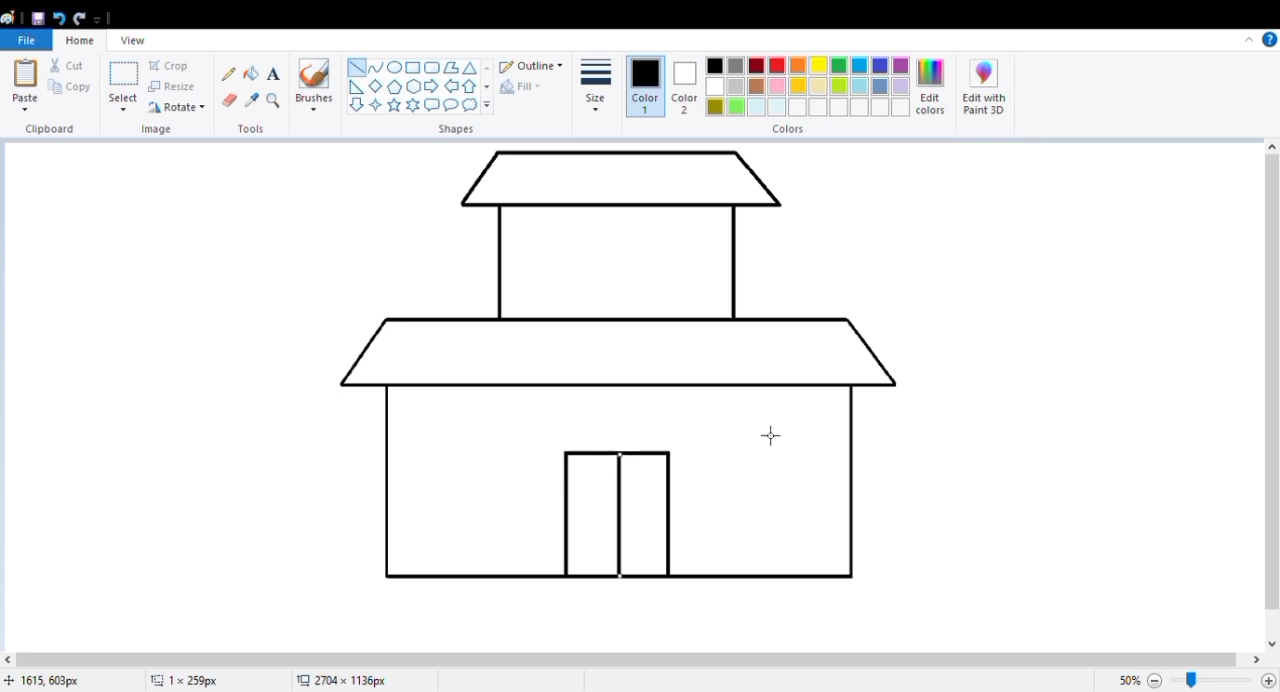 File Home View
Cut
Copy
Paste
Crop
Resize
Rotate
Select
Brushes
Outline
Fill
Size
Color 1
Color 2
Edit colors
Edit with Paint 3D
Clipboard Image Tools Shapes Colors
1615, 603px 1 × 259px 2704 × 1136px 50%